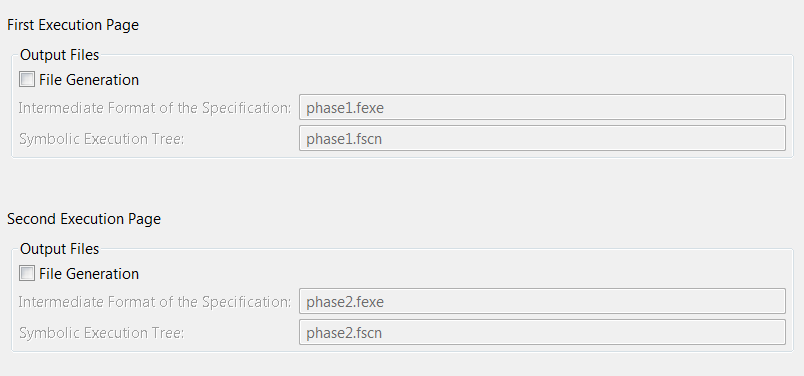 First Execution Page
Output Files
File Generation
Intermediate Format of the Specification: phase1.fexe
Symbolic Execution Tree: phase1.fscn
Second Execution Page
Output Files
File Generation
Intermediate Format of the Specification: phase2.fexe
Symbolic Execution Tree: phase2.fscn